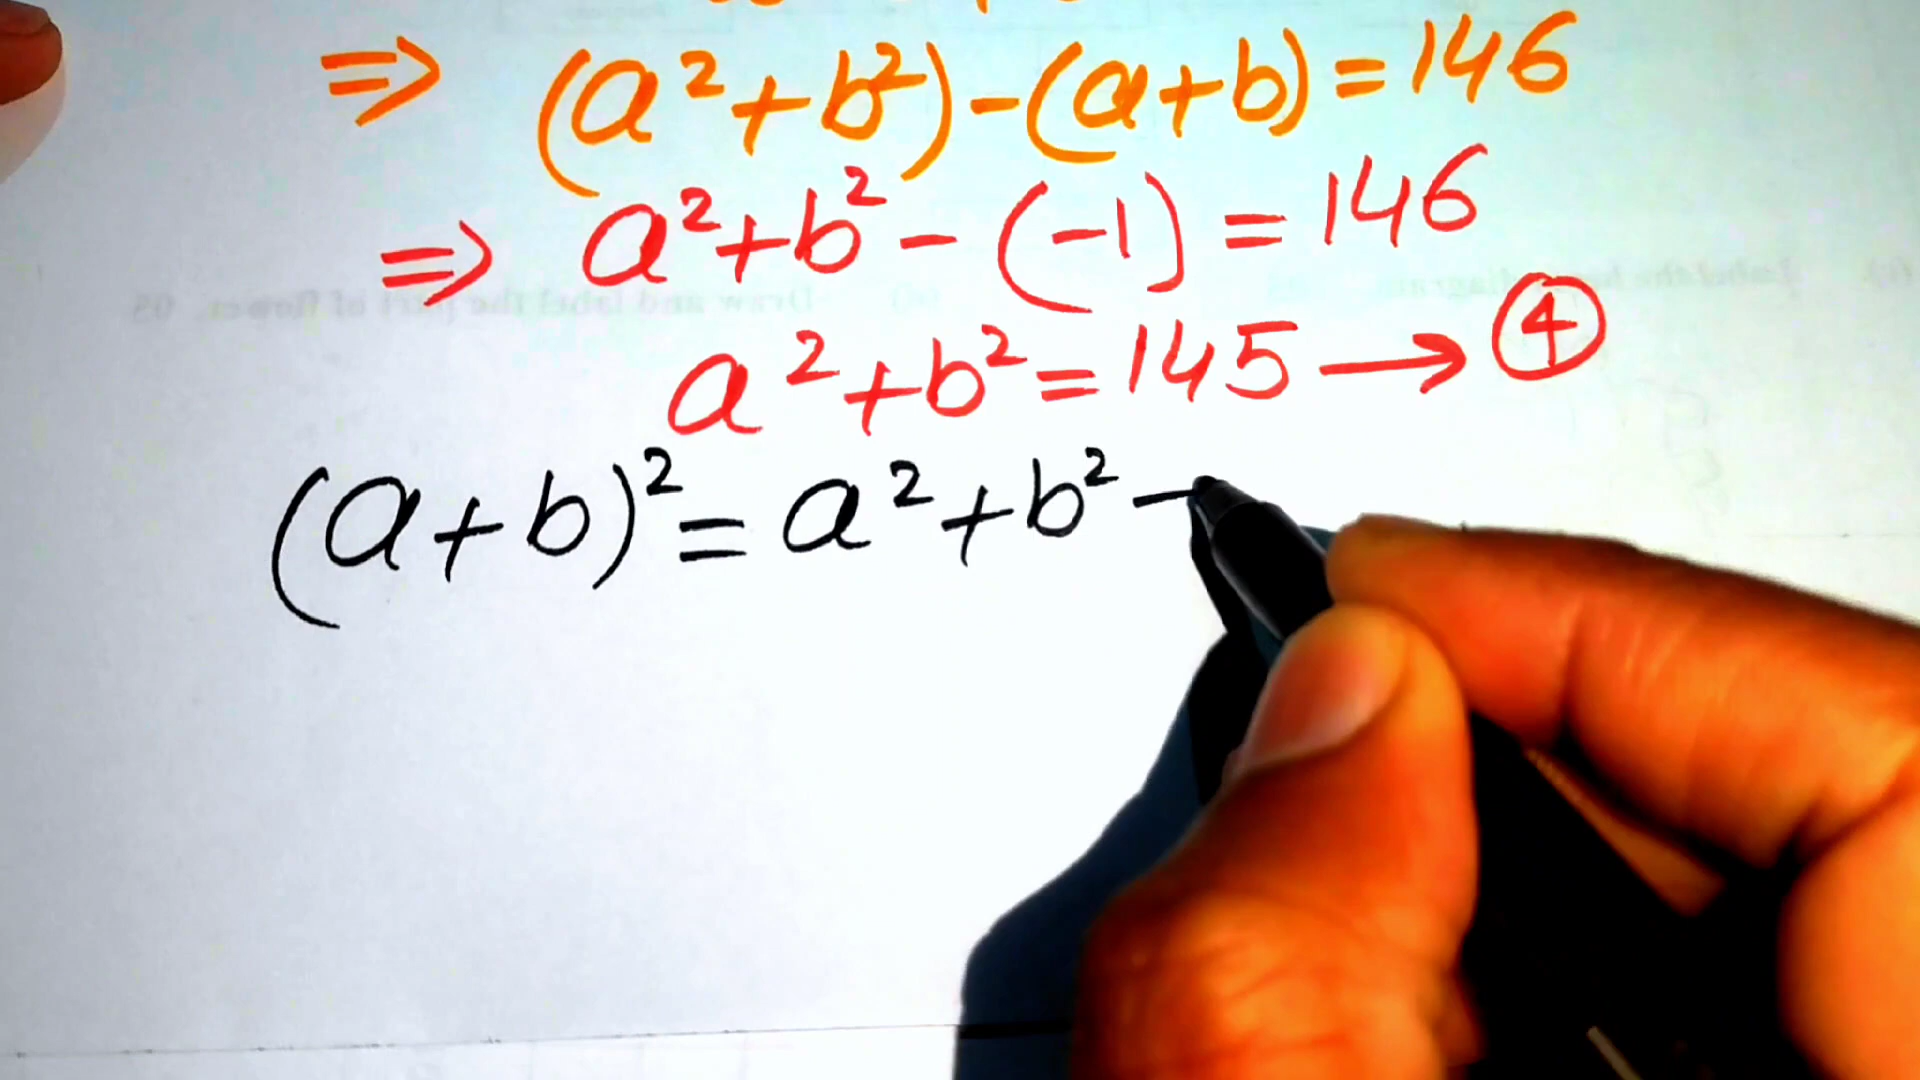 ⇒ (a²+b²)-(a+b)=146
⇒ a²+b²-(-1)=146
a²+b²=145→④
(a+b)²=a²+b²-